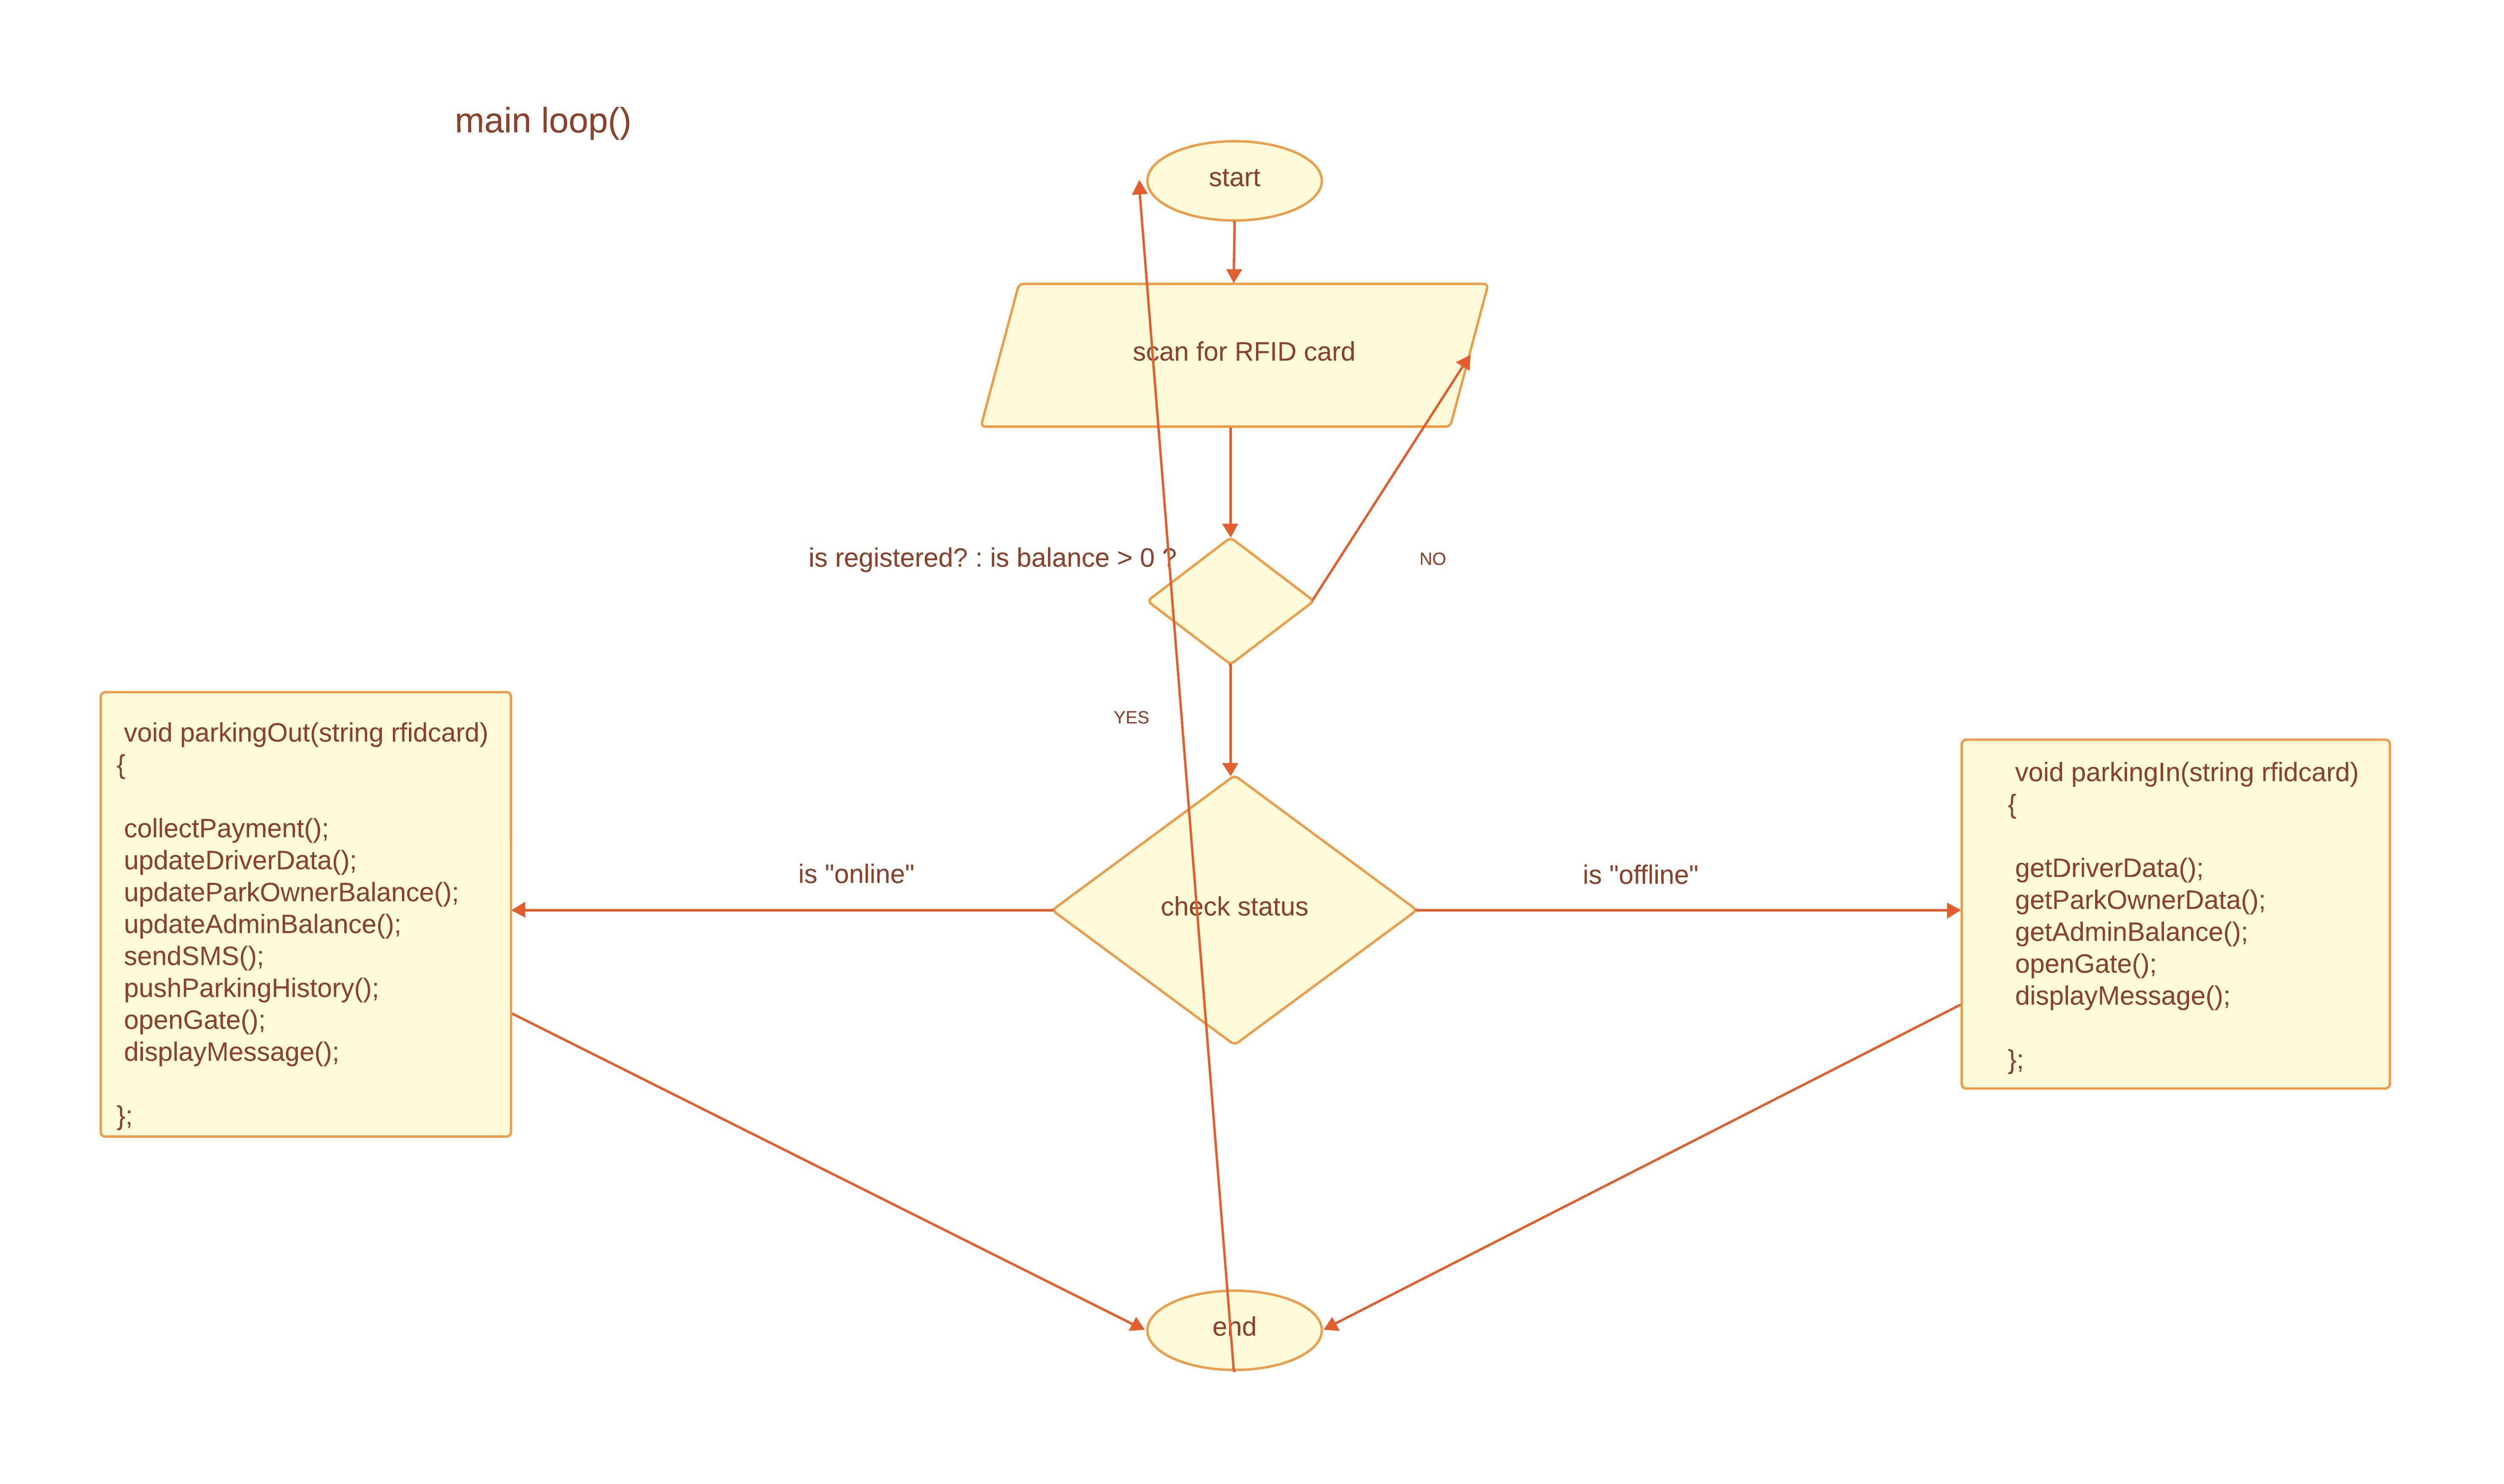 main loop()
start
scan for RFID card
is registered? : is balance > 0 ?
NO
YES
void parkingOut(string rfidcard)
{
collectPayment();
updateDriverData();
updateParkOwnerBalance();
updateAdminBalance();
sendSMS();
pushParkingHistory();
openGate();
displayMessage();
};
is "online"
check status
is "offline"
void parkingIn(string rfidcard)
{
getDriverData();
getParkOwnerData();
getAdminBalance();
openGate();
displayMessage();
};
end